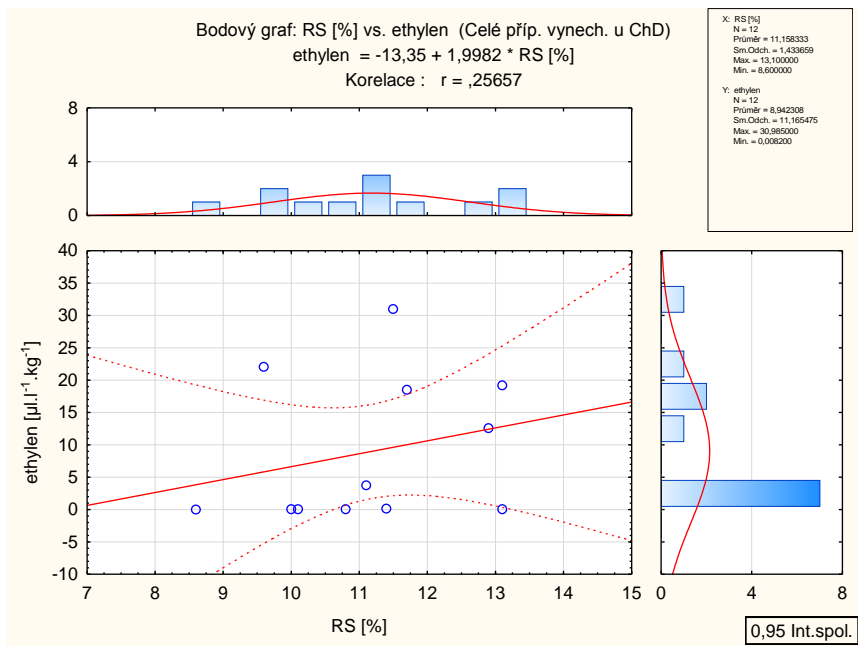 Bodový graf: RS [%] vs. ethylen (Celé příp. vynech. u ChD)
ethylen = -13,35 + 1,9982 * RS [%]
Korelace : r = ,25657
X: RS [%]
N = 12
Průměr = 11,158333
Sm.Odch. = 1,433659
Max. = 13,100000
Min. = 8,600000
Y: ethylen
N = 12
Průměr = 8,942308
Sm.Odch. = 11,165475
Max. = 30,985000
Min. = 0,008200
8
4
0
40
35
30
25
20
15
10
5
0
-5
-10
ethylen [µl.l⁻¹.kg⁻¹]
7 8 9 10 11 12 13 14 15
RS [%]
0 4 8
0,95 Int.spol.